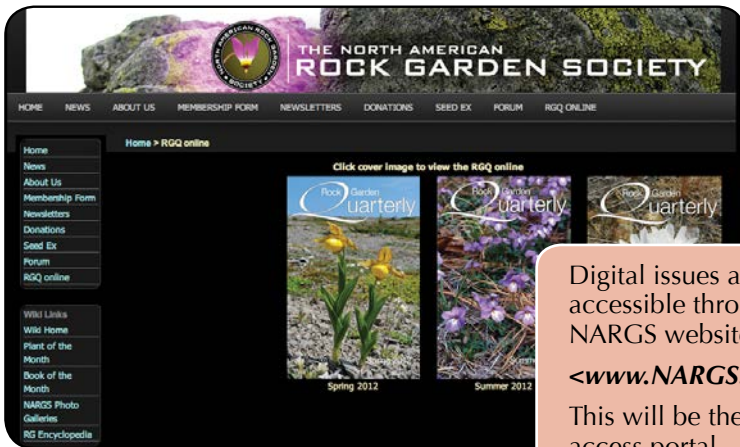 THE NORTH AMERICAN
ROCK GARDEN SOCIETY
NORTH AMERICAN ROCK GARDEN SOCIETY
HOME NEWS ABOUT US MEMBERSHIP FORM NEWSLETTERS DONATIONS SEED EX FORUM RGQ ONLINE
Home > RGQ online
Home
News
About Us
Membership Form
Newsletters
Donations
Seed Ex
Forum
RGQ online
Wiki Links
Wiki Home
Plant of the
Month
Book of the
Month
NARGS Photo
Galleries
RG Encyclopedia
Click cover image to view the RGQ online
Rock Garden
Quarterly
Spring 2012
Spring 2012
Rock Garden
Quarterly
Summer 2012
Rock Garden
Quarterly
Digital issues
accessible
NARGS
<www.NARGS
This will be the
access portal